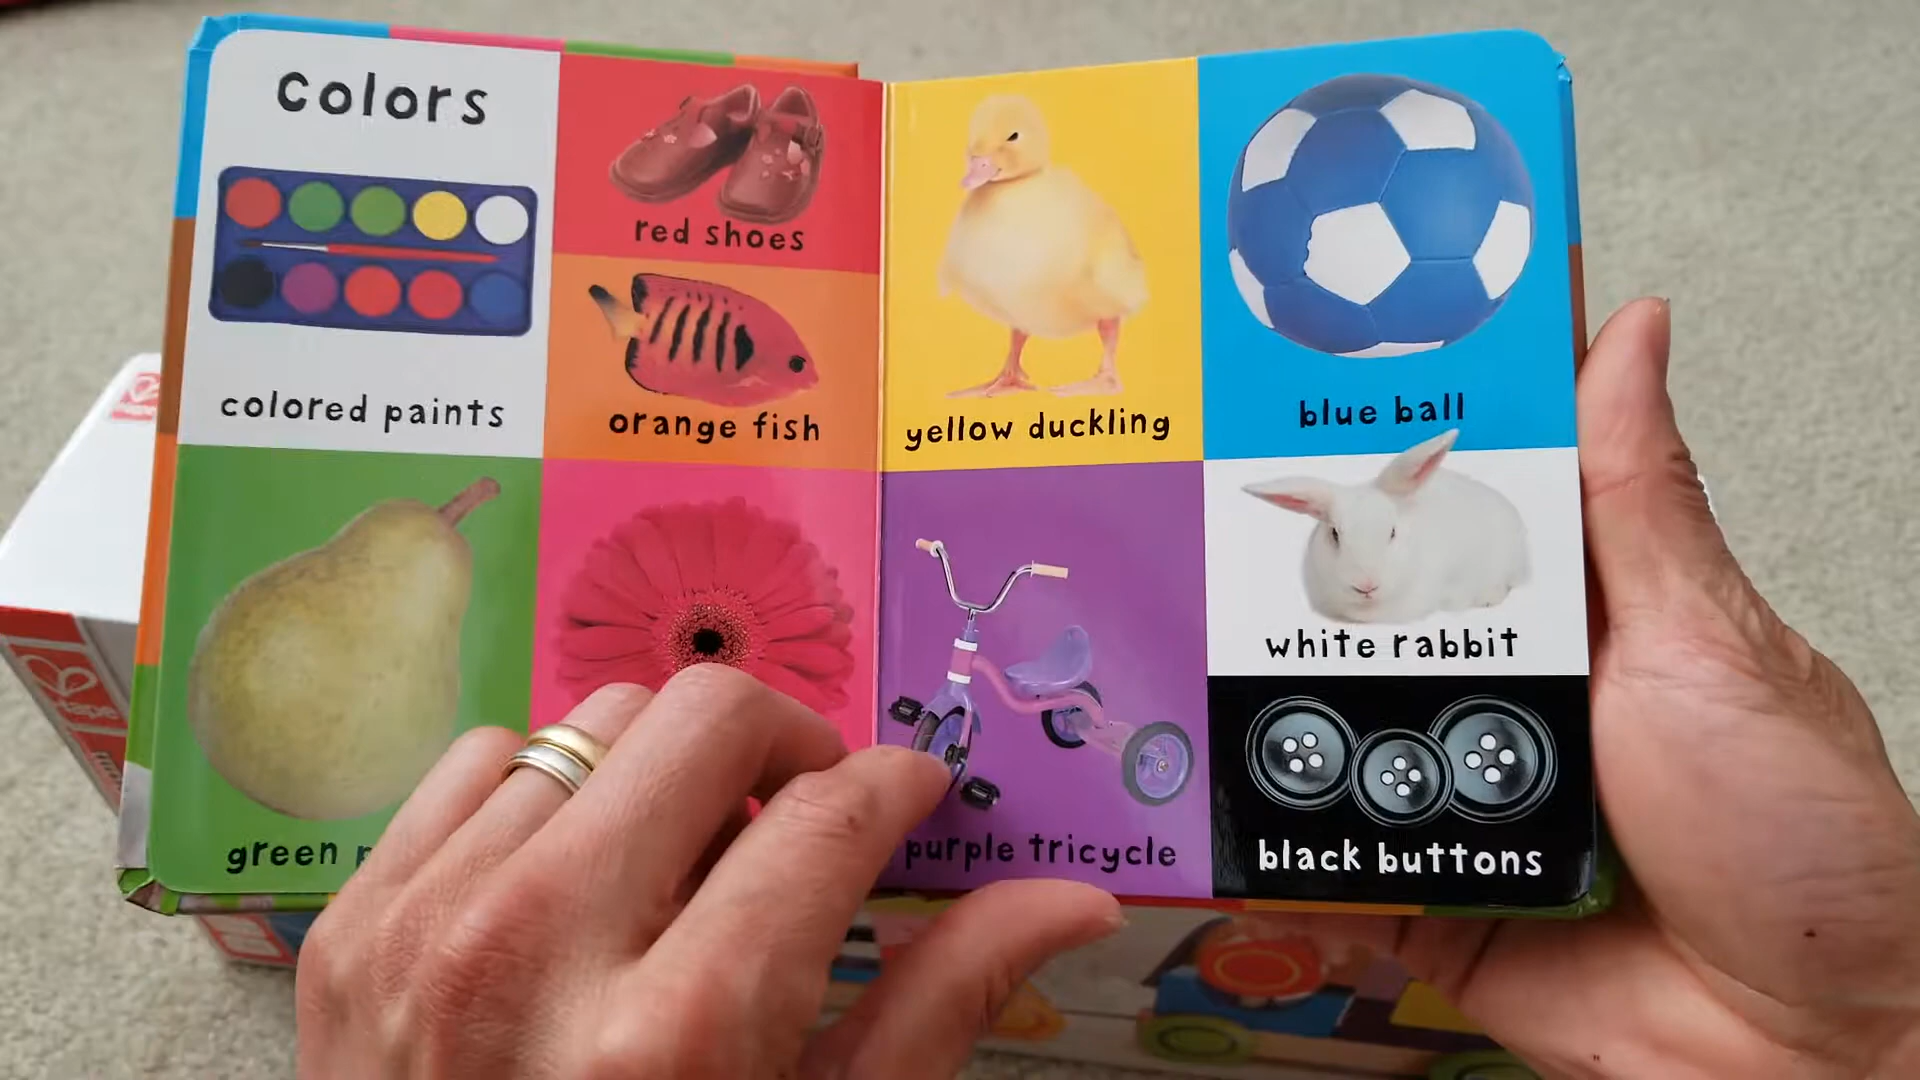 colors
colored paints
red shoes
orange fish
yellow duckling
blue ball
green
purple tricycle
white rabbit
black buttons